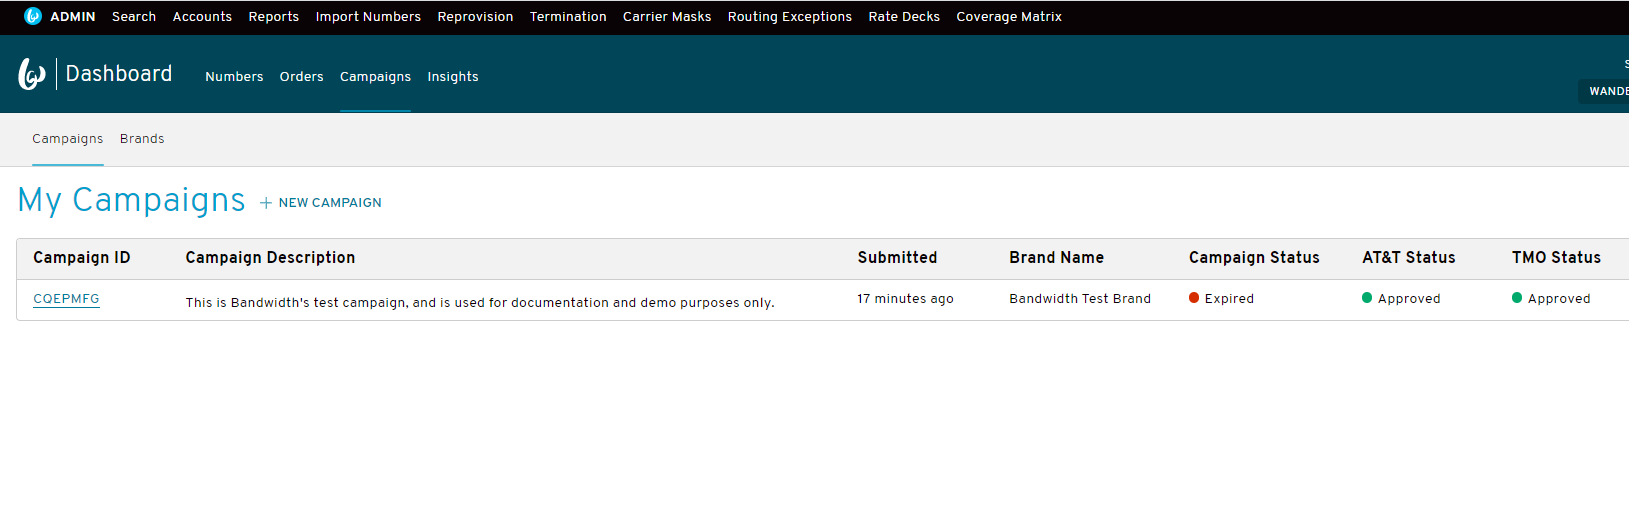 ADMIN Search Accounts Reports Import Numbers Reprovision Termination Carrier Masks Routing Exceptions Rate Decks Coverage Matrix
Dashboard Numbers Orders Campaigns Insights
Campaigns Brands
My Campaigns + NEW CAMPAIGN
Campaign ID Campaign Description Submitted Brand Name Campaign Status AT&T Status TMO Status
CQEPMFG This is Bandwidth's test campaign, and is used for documentation and demo purposes only. 17 minutes ago Bandwidth Test Brand Expired Approved Approved